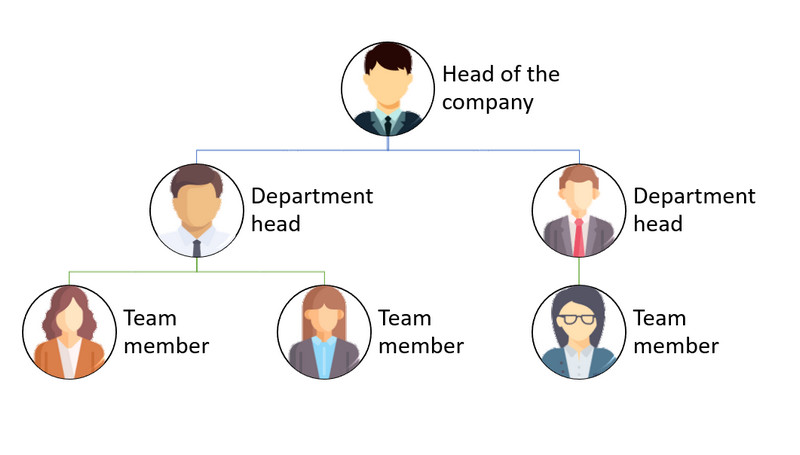 Head of the
company
Department
head
Department
head
Team
member
Team
member
Team
member